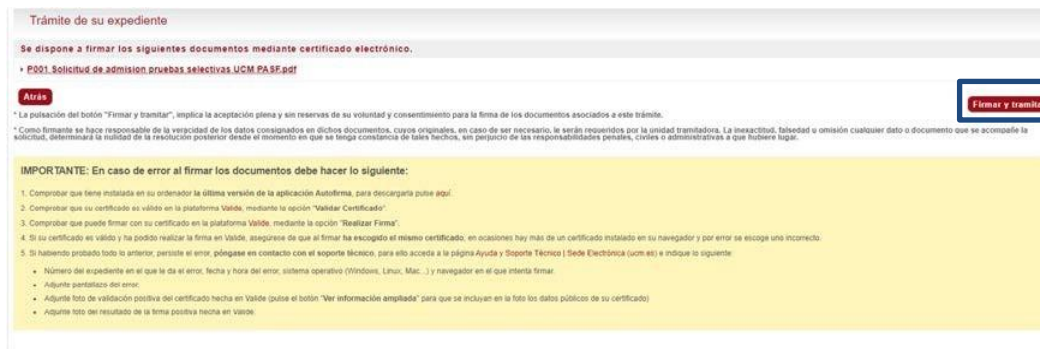 Trámite de su expediente
Se dispone a firmar los siguientes documentos mediante certificado electrónico.
P001 Solicitud de admision pruebas selectivas UCM PASF.pdf
Atrás
Firmar y tramita
* La pulsación del botón "Firmar y tramitar", implica la aceptación plena y sin reservas de su voluntad y consentimiento para la firma de los documentos asociados a este trámite.
* Como firmante se hace responsable de la veracidad de los datos consignados en dichos documentos, cuyos originales, en caso de ser necesario, le serán requeridos por la unidad tramitadora. La inexactitud, falsedad u omisión cualquier dato o documento que se acompañe la
solicitud, determinará la nulidad de la resolución posterior desde el momento en que se tenga constancia de tales hechos, sin perjuicio de las responsabilidades penales, civiles o administrativas a que hubiere lugar.
IMPORTANTE: En caso de error al firmar los documentos debe hacer lo siguiente:
1. Comprobar que tiene instalada en su ordenador la última versión de la aplicación Autofirma, para descargarla pulse aquí.
2. Comprobar que su certificado es válido en la plataforma Valide, mediante la opción "Validar Certificado".
3. Comprobar que puede firmar con su certificado en la plataforma Valide, mediante la opción "Realizar Firma".
4. Si su certificado es válido y ha podido realizar la firma en Valide, asegúrese de que al firmar ha escogido el mismo certificado, en ocasiones hay más de un certificado instalado en su navegador y por error se escoge uno incorrecto.
5. Si habiendo probado todo lo anterior, persiste el error, póngase en contacto con el soporte técnico, para ello acceda a la página Ayuda y Soporte Técnico | Sede Electrónica (ucm.es) e indique lo siguiente:
Número del expediente en el que le da el error, fecha y hora del error, sistema operativo (Windows, Linux, Mac...) y navegador en el que intenta firmar.
Adjunte pantallazo del error.
Adjunte foto de validación positiva del certificado hecha en Valide (pulse el botón "Ver información ampliada" para que se incluyan en la foto los datos públicos de su certificado)
Adjunte foto del resultado de la firma positiva hecha en Valide.